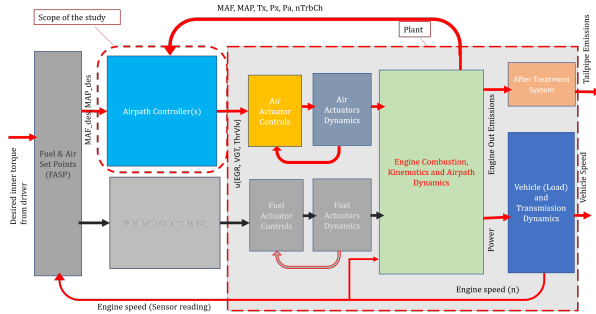 MAF, MAP, Tx, Px, Pa, nTrbCh
Scope of the study
Plant
MAF_des, MAP_des
Airpath Controller(s)
u(EGR, VGT, ThrVlv)
Air
Actuator
Controls
Air
Actuators
Dynamics
After Treatment
System
Tailpipe Emissions
Engine Out Emissions
Desired inner torque
from driver
Fuel & Air
Set Points
(FASP)
Engine Combustion,
Kinematics and Airpath
Dynamics
Fuel
Actuator
Controls
Fuel
Actuators
Dynamics
Power
Vehicle (Load)
and
Transmission
Dynamics
Vehicle Speed
Engine speed (n)
Engine speed (Sensor reading)